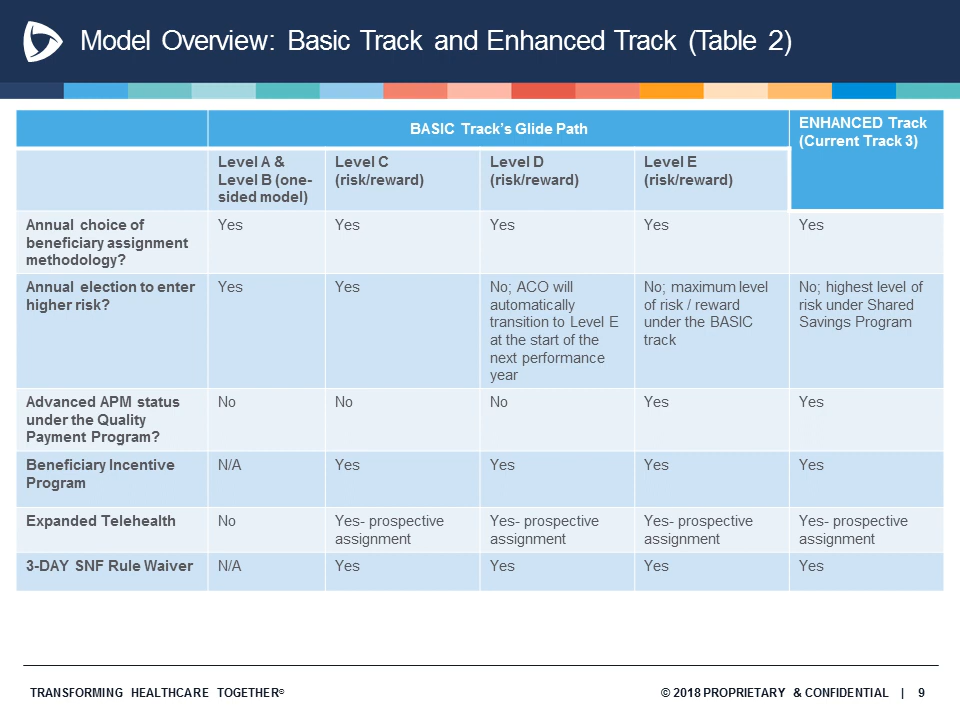 Model Overview: Basic Track and Enhanced Track (Table 2)
BASIC Track's Glide Path
ENHANCED Track
(Current Track 3)
Level A &
Level B (one-
sided model)
Level C
(risk/reward)
Level D
(risk/reward)
Level E
(risk/reward)
Annual choice of
beneficiary assignment
methodology?
Yes
Yes
Yes
Yes
Yes
Annual election to enter
higher risk?
Yes
Yes
No; ACO will
automatically
transition to Level E
at the start of the
next performance
year
No; maximum level
of risk / reward
under the BASIC
track
No; highest level of
risk under Shared
Savings Program
Advanced APM status
under the Quality
Payment Program?
No
No
No
Yes
Yes
Beneficiary Incentive
Program
N/A
Yes
Yes
Yes
Yes
Expanded Telehealth
No
Yes- prospective
assignment
Yes- prospective
assignment
Yes- prospective
assignment
Yes- prospective
assignment
3-DAY SNF Rule Waiver
N/A
Yes
Yes
Yes
Yes
TRANSFORMING HEALTHCARE TOGETHER®
© 2018 PROPRIETARY & CONFIDENTIAL | 9